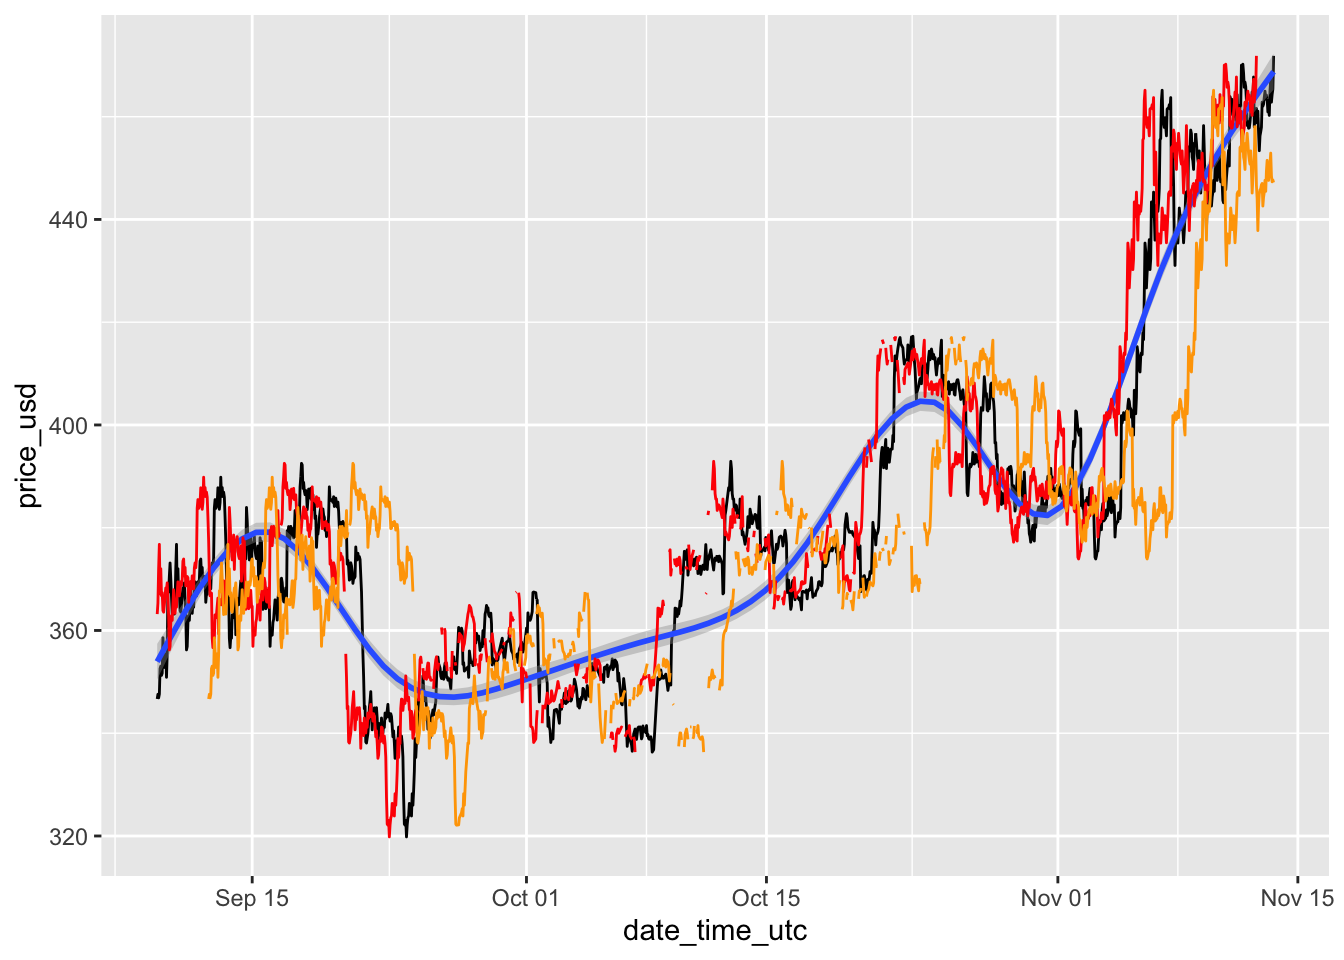 price_usd
440
400
360
320
Sep 15
Oct 01
Oct 15
Nov 01
Nov 15
date_time_utc